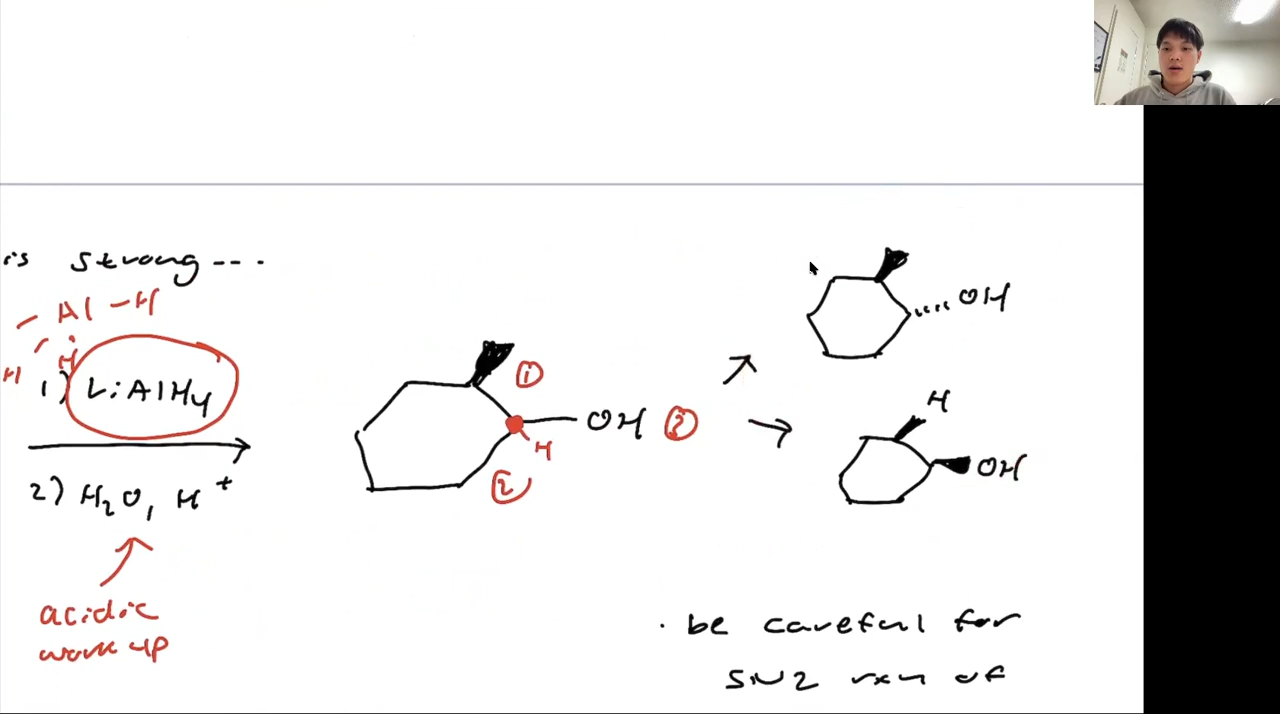 is strong---
Al-H
H
H
1) LiAlH4
2) H2O, H+
acidic
work up
①
OH
H
②
OH
H
OH
· be careful for
SN2 rxn of